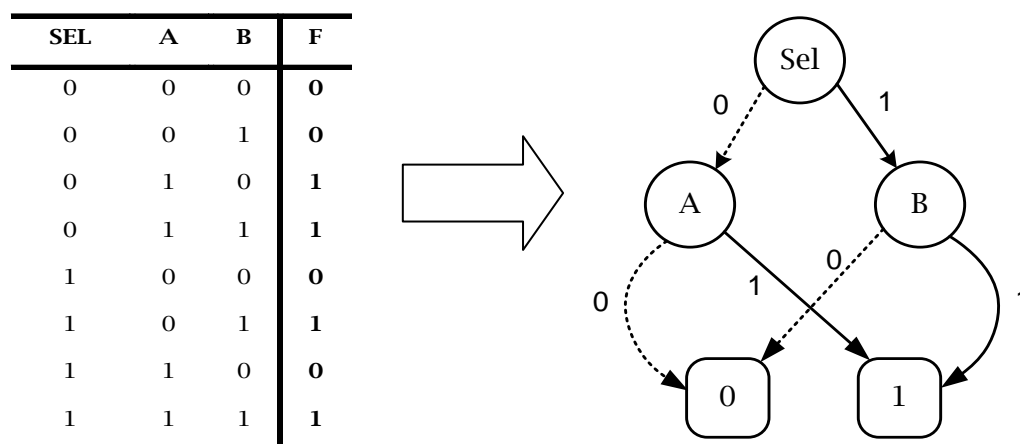 SEL A B F
0 0 0 0
0 0 1 0
0 1 0 1
0 1 1 1
1 0 0 0
1 0 1 1
1 1 0 0
1 1 1 1
Sel
0 1
A B
0 1 0 1
0 1